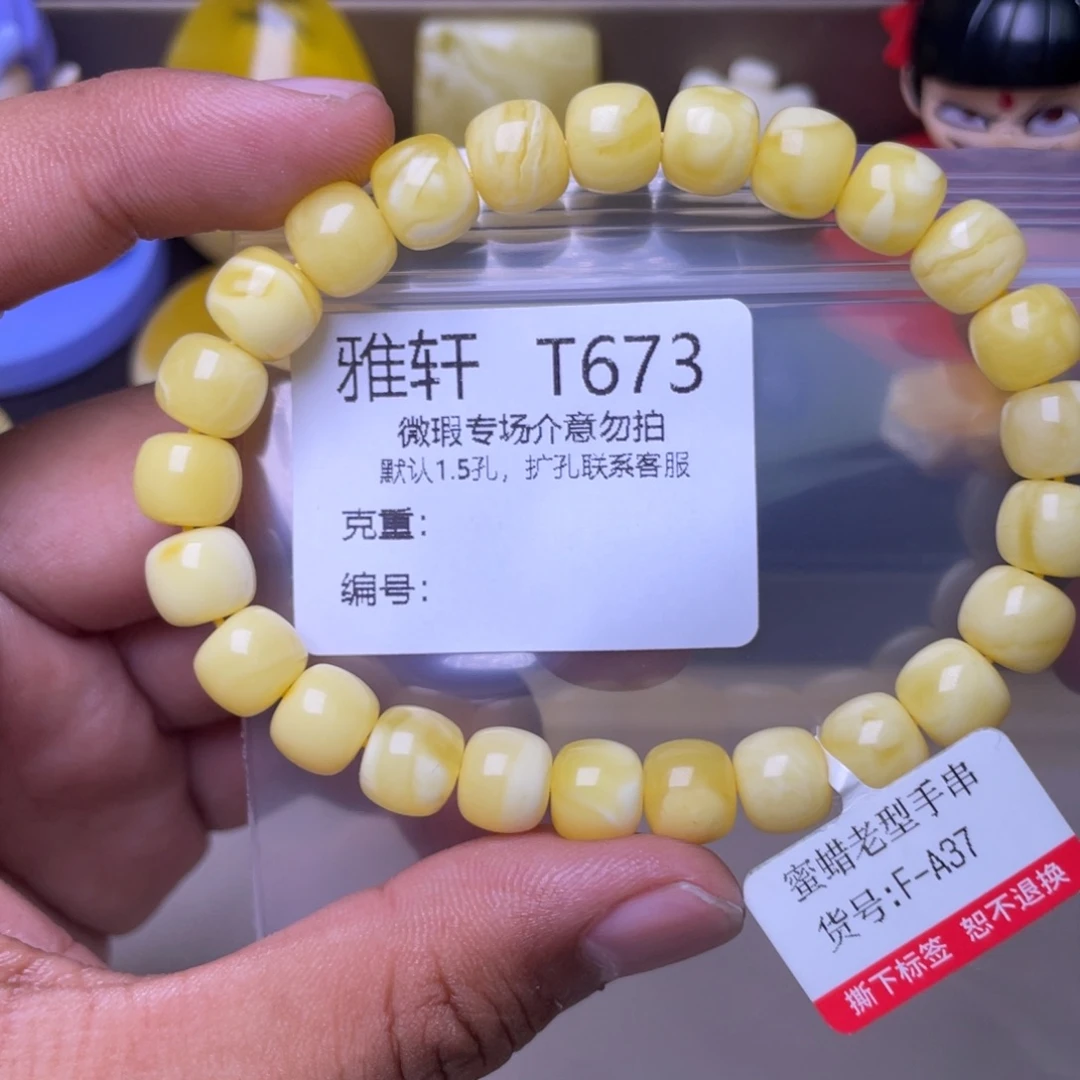 雅轩 T673
微瑕专场介意勿拍
默认1.5孔，扩孔联系客服
克重：
编号：
蜜蜡老型手串
货号:F-A37
撕下标签 恕不退换